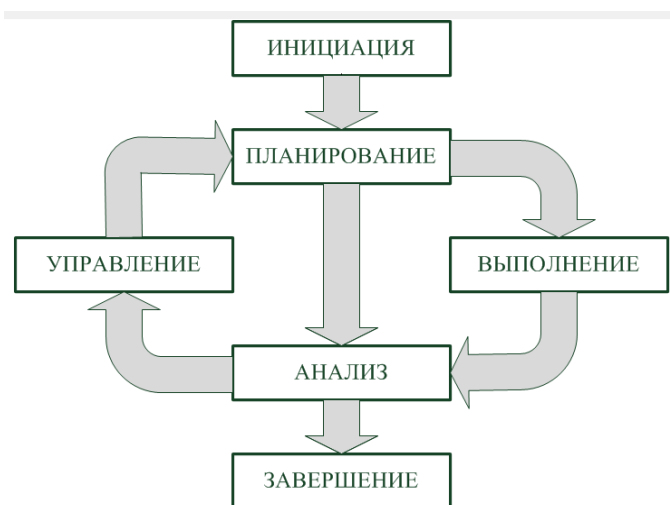 ИНИЦИАЦИЯ
ПЛАНИРОВАНИЕ
УПРАВЛЕНИЕ
ВЫПОЛНЕНИЕ
АНАЛИЗ
ЗАВЕРШЕНИЕ